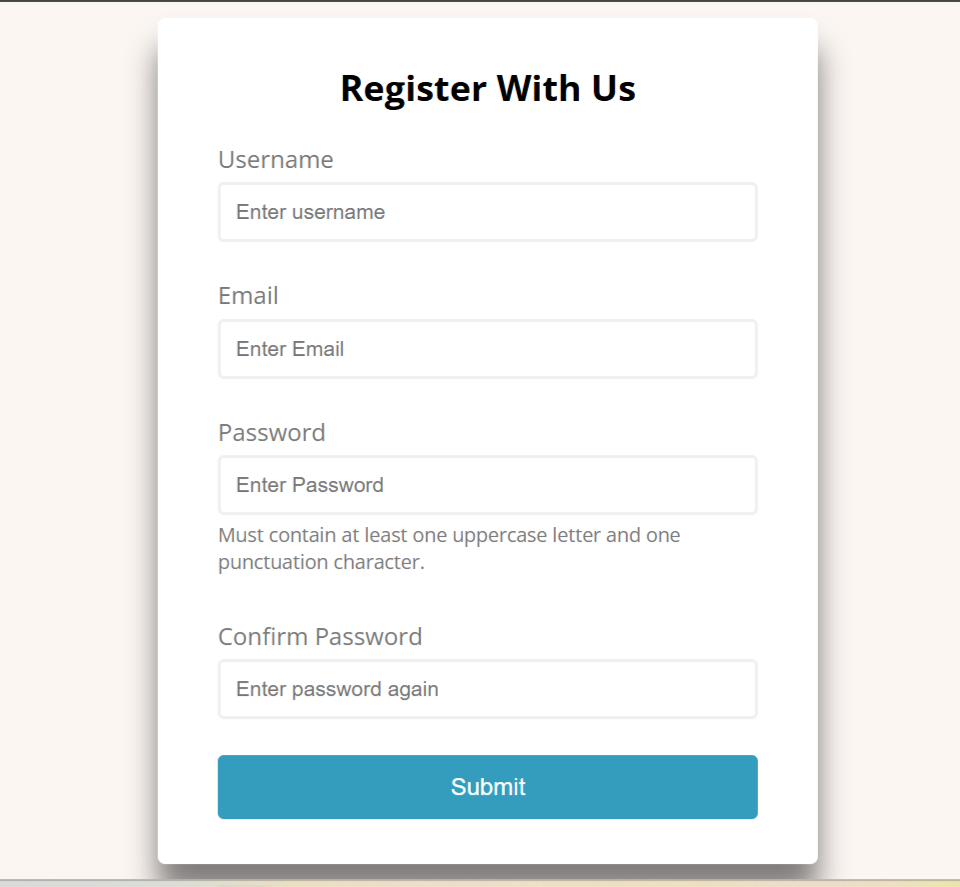 Register With Us
Username
Enter username
Email
Enter Email
Password
Enter Password
Must contain at least one uppercase letter and one
punctuation character.
Confirm Password
Enter password again
Submit